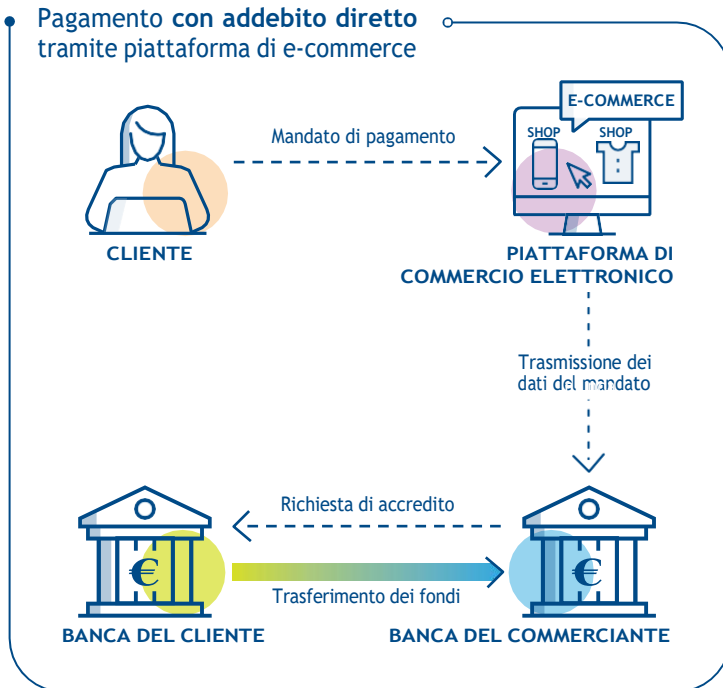 Pagamento con addebito diretto
tramite piattaforma di e-commerce
E-COMMERCE
SHOP
SHOP
Mandato di pagamento
CLIENTE
PIATTAFORMA DI
COMMERCIO ELETTRONICO
Trasmissione dei
dati del mandato
Richiesta di accredito
€
€
Trasferimento dei fondi
BANCA DEL CLIENTE
BANCA DEL COMMERCIANTE